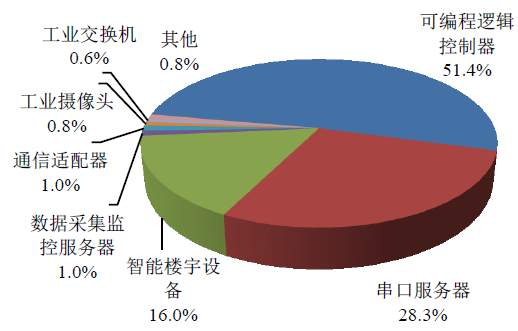 可编程逻辑
控制器
51.4%
串口服务器
28.3%
智能楼宇设
备
16.0%
数据采集监
控服务器
1.0%
通信适配器
1.0%
工业摄像头
0.8%
工业交换机
0.6%
其他
0.8%